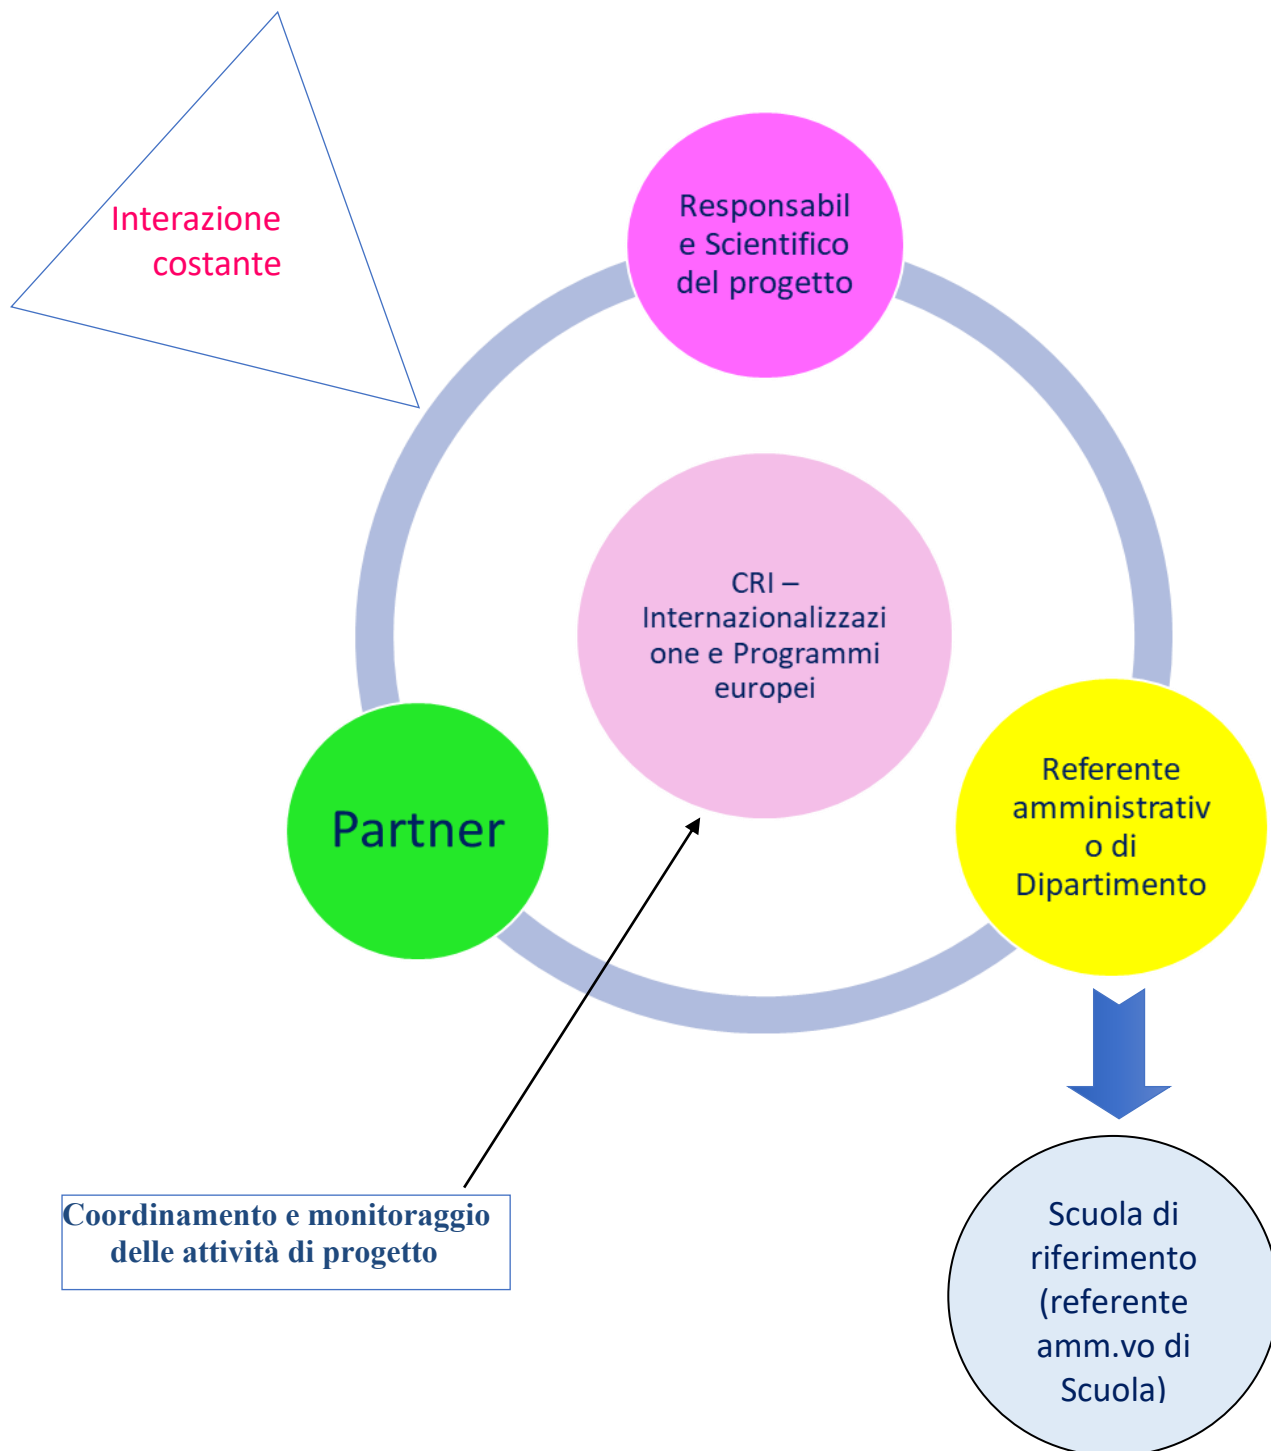 Interazione
costante
Responsabil
e Scientifico
del progetto
CRI –
Internazionalizzazi
one e Programmi
europei
Partner
Referente
amministrativ
o di
Dipartimento
Coordinamento e monitoraggio
delle attività di progetto
Scuola di
riferimento
(referente
amm.vo di
Scuola)